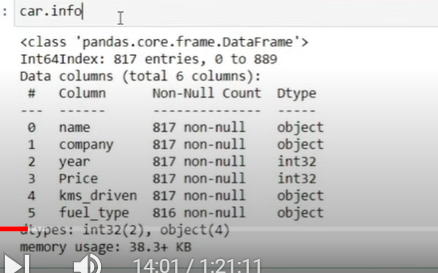 : car.info
<class 'pandas.core.frame.DataFrame'>
Int64Index: 817 entries, 0 to 889
Data columns (total 6 columns):
# Column Non-Null Count Dtype
--- ------ -------------- -----
0 name 817 non-null object
1 company 817 non-null object
2 year 817 non-null int32
3 Price 817 non-null int32
4 kms_driven 817 non-null object
5 fuel_type 816 non-null object
dtypes: int32(2), object(4)
memory usage: 38.3+ KB
14:01 / 1:21:11